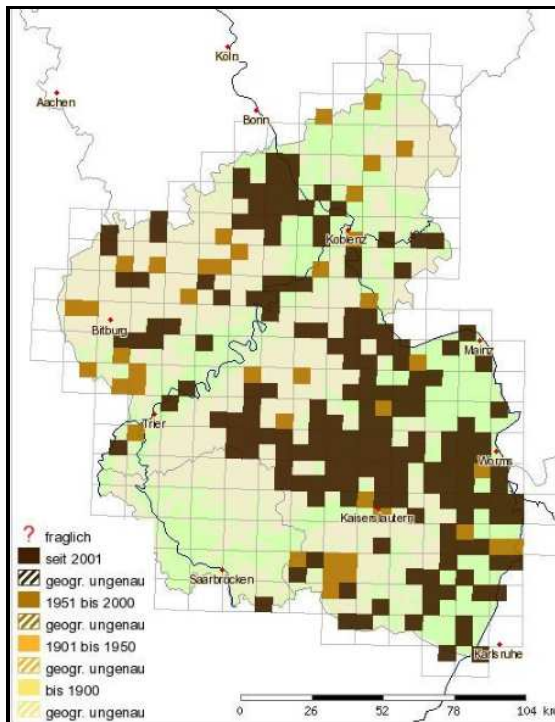 Köln
Aachen
Bonn
Koblenz
Bitburg
Mainz
Trier
Worms
Kaiserslautern
Saarbrücken
Karlsruhe
? fraglich
seit 2001
geogr. ungenau
1951 bis 2000
geogr. ungenau
1901 bis 1950
geogr. ungenau
bis 1900
geogr. ungenau
0 26 52 78 104 km